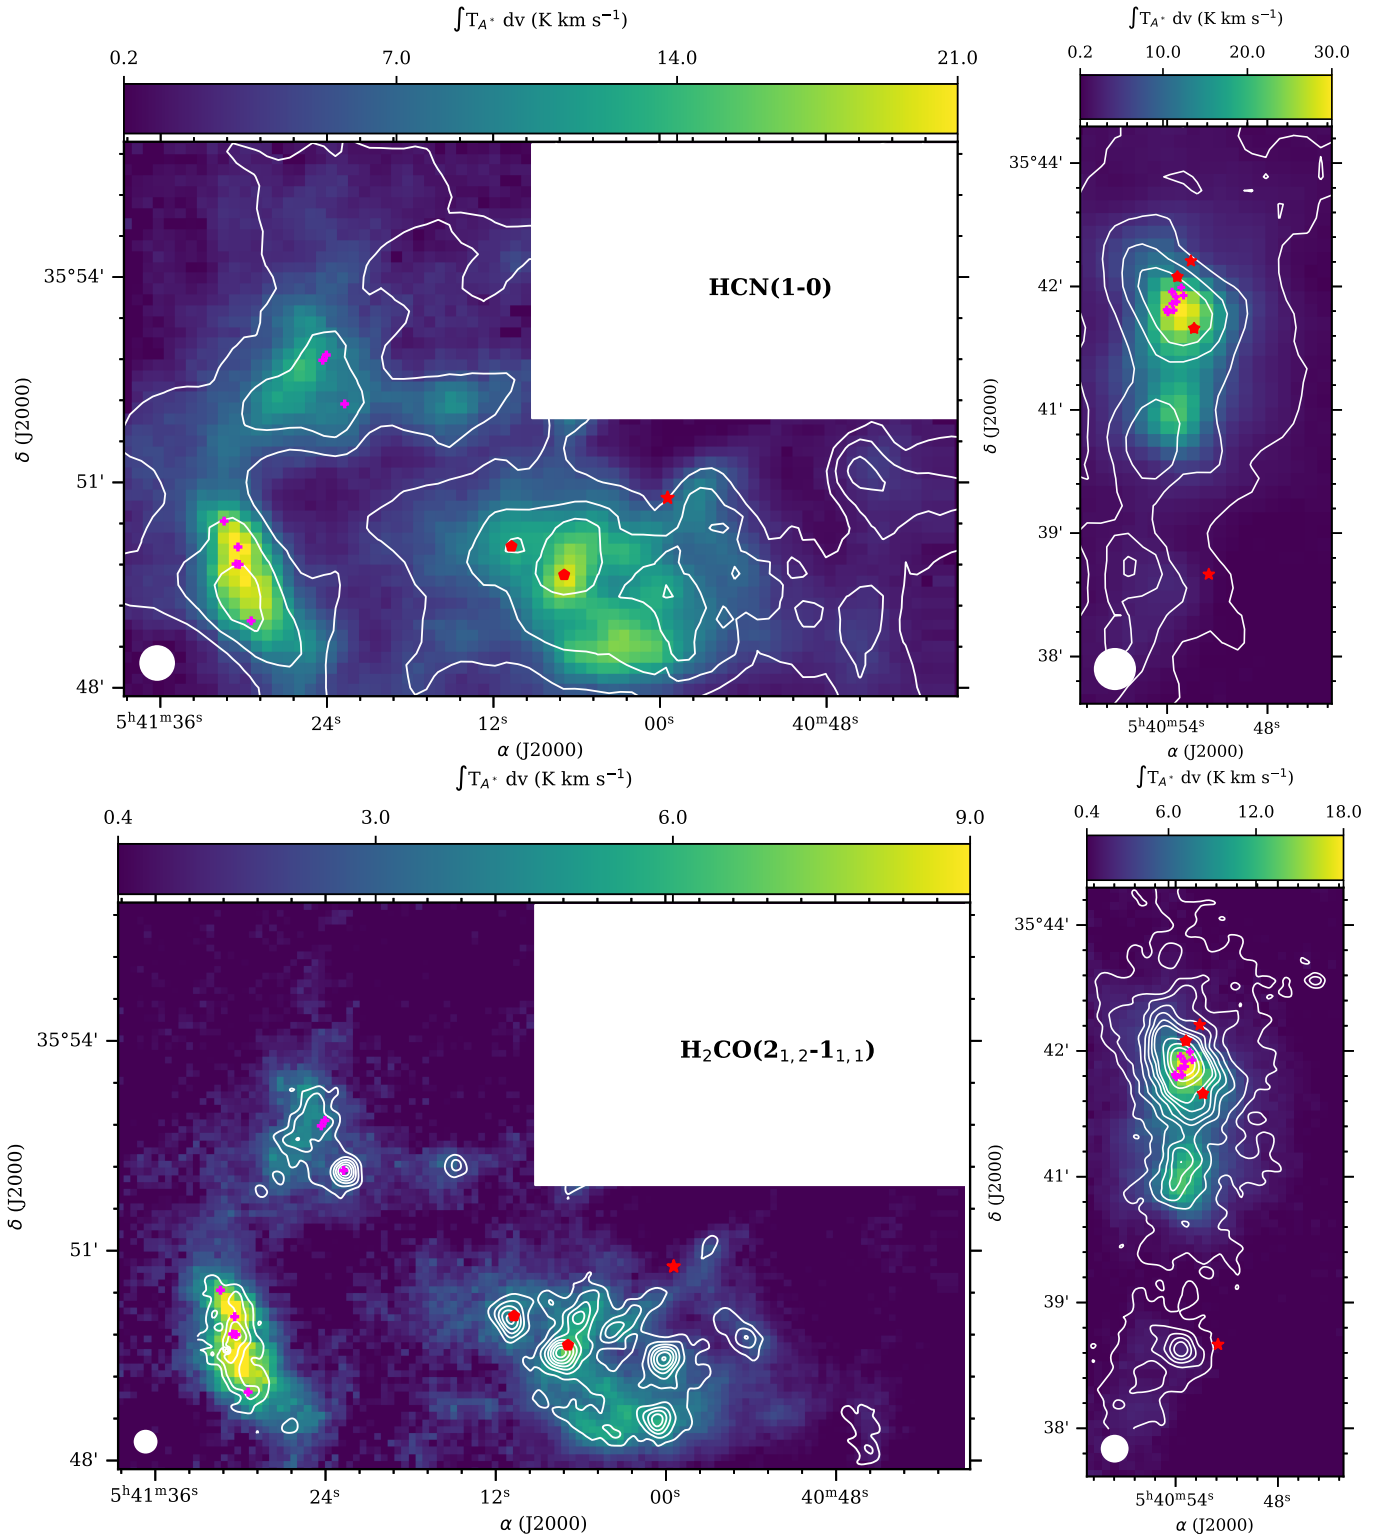 ∫T_A* dv (K km s⁻¹)
0.2 7.0 14.0 21.0
HCN(1-0)
35°54'
51'
48'
δ (J2000)
5ʰ41ᵐ36ˢ 24ˢ 12ˢ 00ˢ 40ᵐ48ˢ
α (J2000)
∫T_A* dv (K km s⁻¹)
0.2 10.0 20.0 30.0
35°44'
42'
41'
39'
38'
δ (J2000)
5ʰ40ᵐ54ˢ 48ˢ
α (J2000)
∫T_A* dv (K km s⁻¹)
0.4 3.0 6.0 9.0
H₂CO(2₁,₂-1₁,₁)
35°54'
51'
48'
δ (J2000)
5ʰ41ᵐ36ˢ 24ˢ 12ˢ 00ˢ 40ᵐ48ˢ
α (J2000)
∫T_A* dv (K km s⁻¹)
0.4 6.0 12.0 18.0
35°44'
42'
41'
39'
38'
δ (J2000)
5ʰ40ᵐ54ˢ 48ˢ
α (J2000)